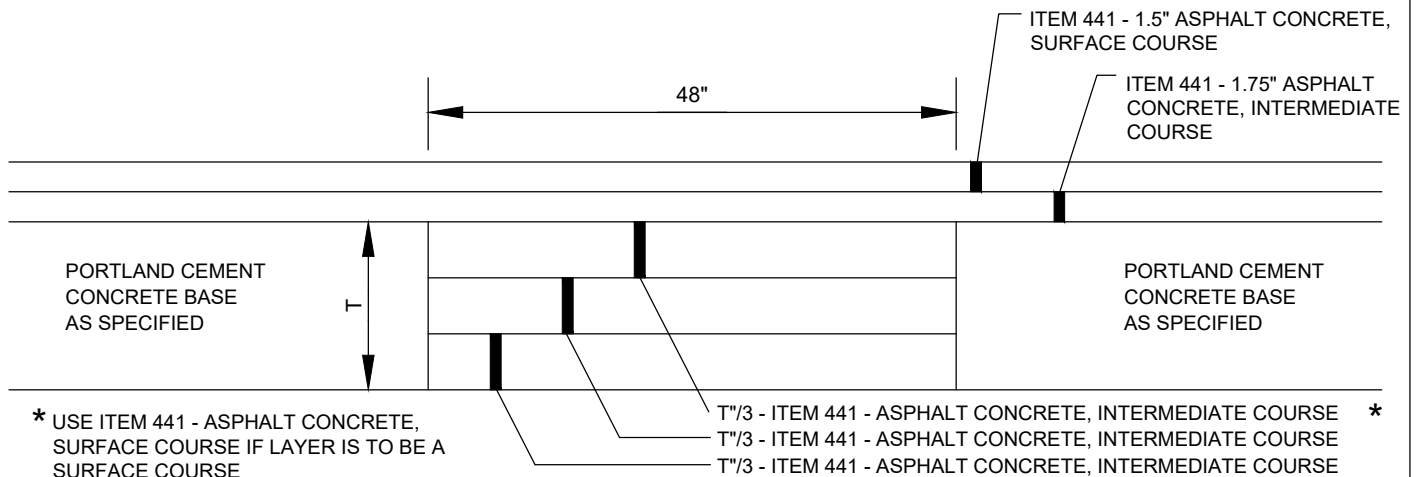 ITEM 441 - 1.5" ASPHALT CONCRETE,
SURFACE COURSE
ITEM 441 - 1.75" ASPHALT
CONCRETE, INTERMEDIATE
COURSE
48"
PORTLAND CEMENT
CONCRETE BASE
AS SPECIFIED
T
PORTLAND CEMENT
CONCRETE BASE
AS SPECIFIED
* USE ITEM 441 - ASPHALT CONCRETE,
SURFACE COURSE IF LAYER IS TO BE A
SURFACE COURSE
T"/3 - ITEM 441 - ASPHALT CONCRETE, INTERMEDIATE COURSE *
T"/3 - ITEM 441 - ASPHALT CONCRETE, INTERMEDIATE COURSE
T"/3 - ITEM 441 - ASPHALT CONCRETE, INTERMEDIATE COURSE